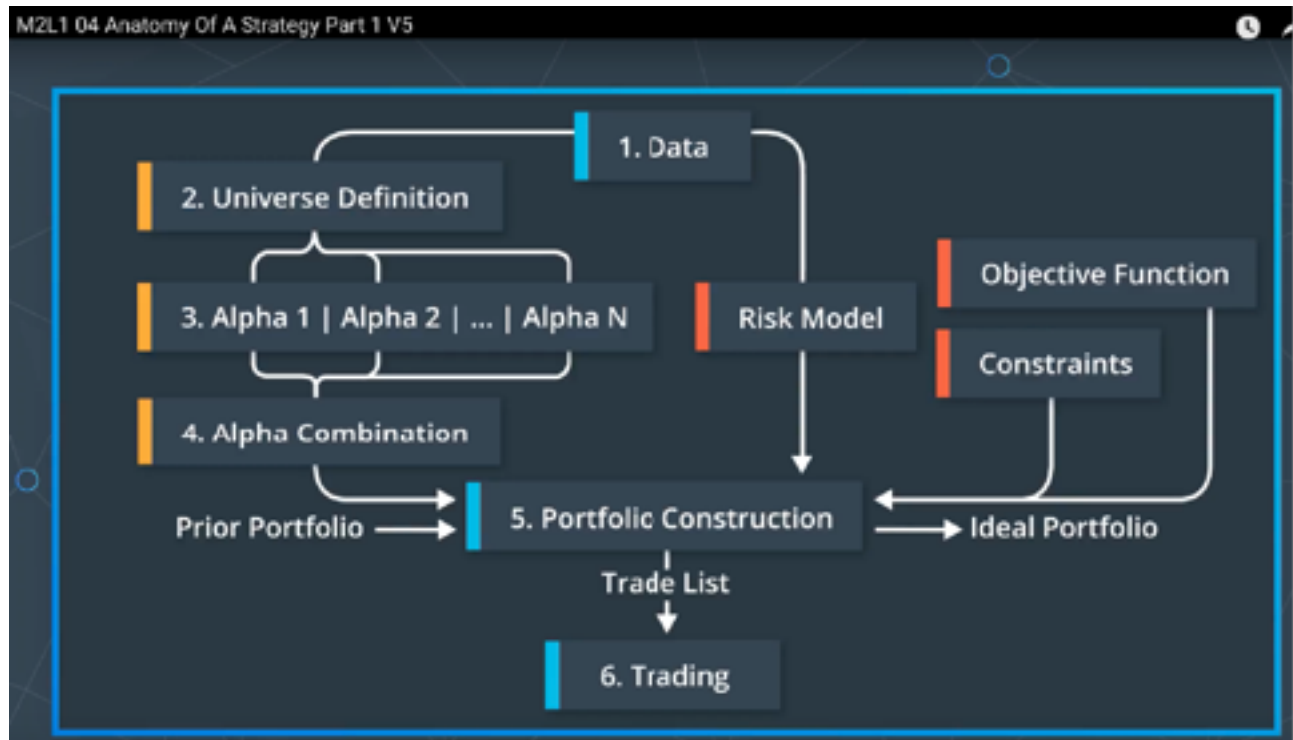 M2L1 04 Anatomy Of A Strategy Part 1 V5
1. Data
2. Universe Definition
Objective Function
3. Alpha 1 | Alpha 2 | ... | Alpha N
Risk Model
Constraints
4. Alpha Combination
5. Portfolio Construction
Prior Portfolio
Ideal Portfolio
Trade List
6. Trading